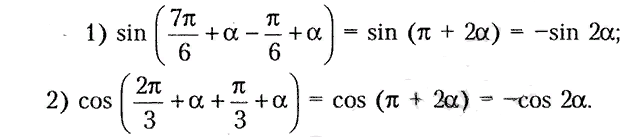 1) sin (7π/6 + α − π/6 + α) = sin (π + 2α) = −sin 2α;
2) cos (2π/3 + α + π/3 + α) = cos (π + 2α) = −cos 2α.